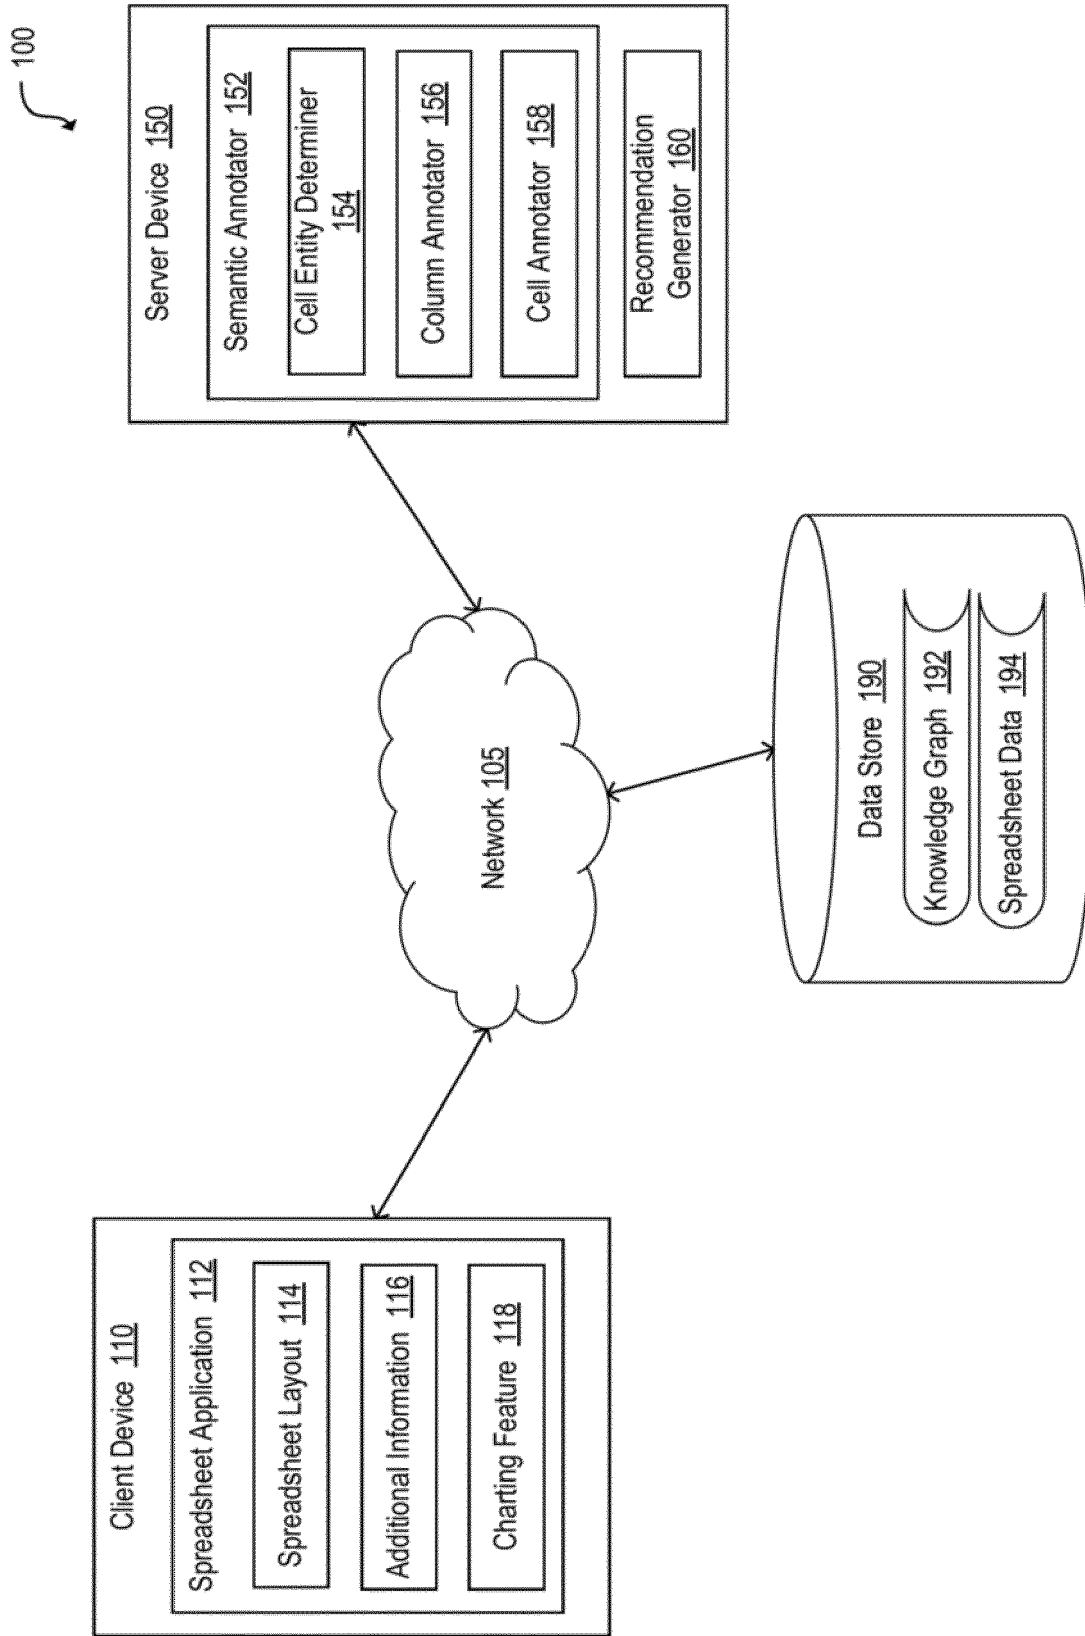 100
Client Device 110
Spreadsheet Application 112
Spreadsheet Layout 114
Additional Information 116
Charting Feature 118
Network 105
Server Device 150
Semantic Annotator 152
Cell Entity Determiner
154
Column Annotator 156
Cell Annotator 158
Recommendation
Generator 160
Data Store 190
Knowledge Graph 192
Spreadsheet Data 194